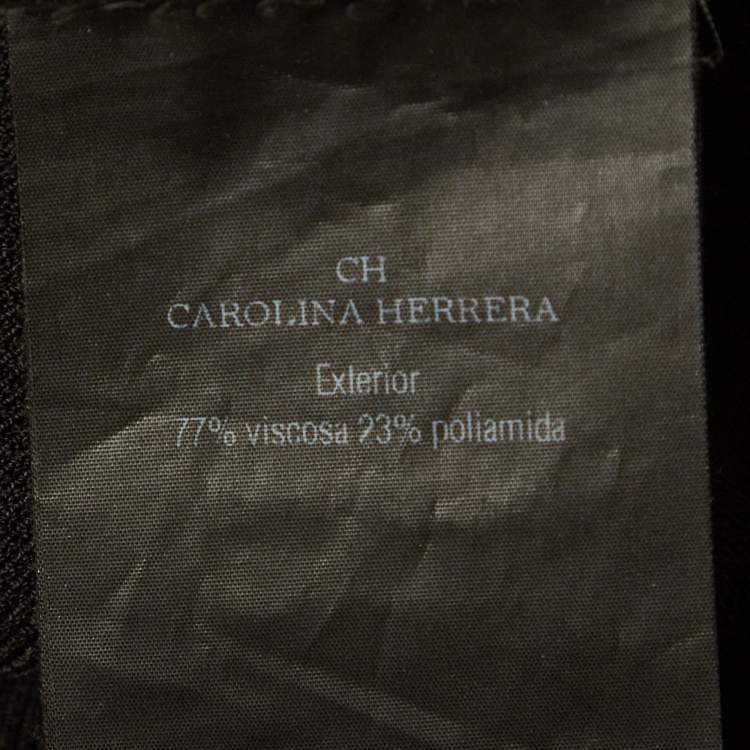 CH
CAROLINA HERRERA
Exterior
77% viscosa 23% poliamida